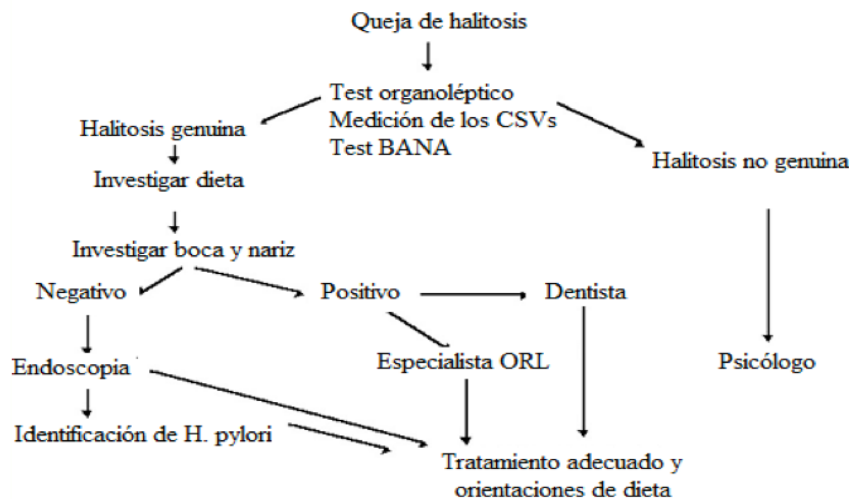 Queja de halitosis
Test organoléptico
Medición de los CSVs
Test BANA
Halitosis genuina
Halitosis no genuina
Investigar dieta
Investigar boca y nariz
Negativo
Positivo
Dentista
Endoscopia
Especialista ORL
Psicólogo
Identificación de H. pylori
Tratamiento adecuado y
orientaciones de dieta